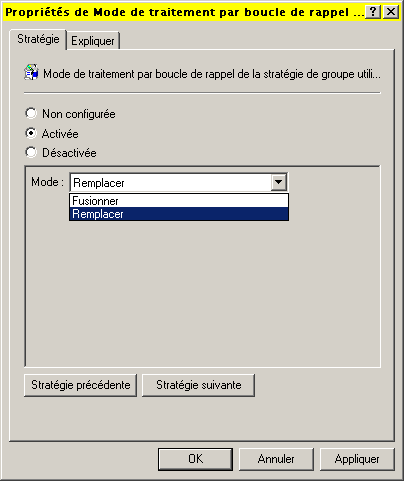 Propriétés de Mode de traitement par boucle de rappel ...
Stratégie
Expliquer
Mode de traitement par boucle de rappel de la stratégie de groupe utili...
Non configurée
Activée
Désactivée
Mode : Remplacer
Fusionner
Remplacer
Stratégie précédente
Stratégie suivante
OK
Annuler
Appliquer